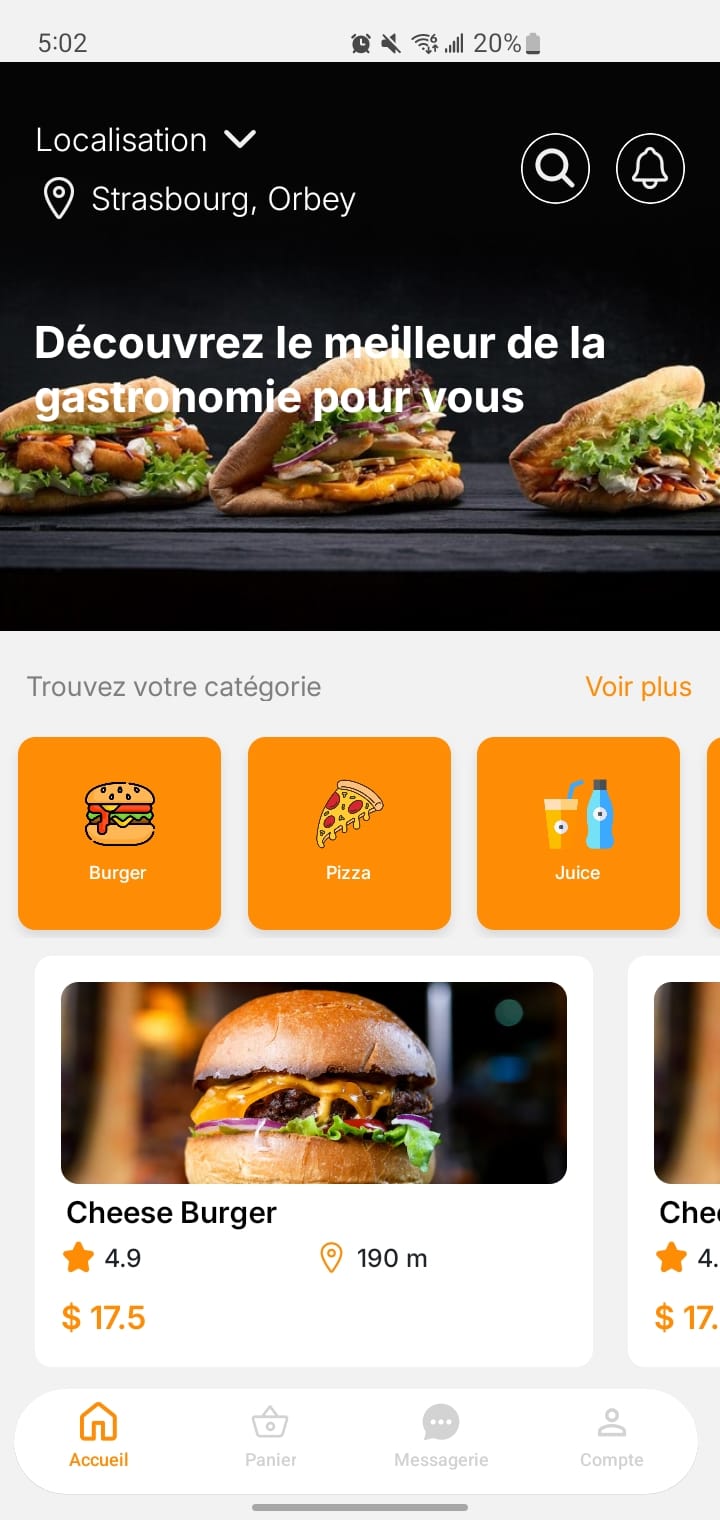 5:02
20%
Localisation
Strasbourg, Orbey
Découvrez le meilleur de la
gastronomie pour vous
Trouvez votre catégorie
Voir plus
Burger
Pizza
Juice
Cheese Burger
4.9
190 m
$ 17.5
Chee
4.
$ 17.
Accueil
Panier
Messagerie
Compte